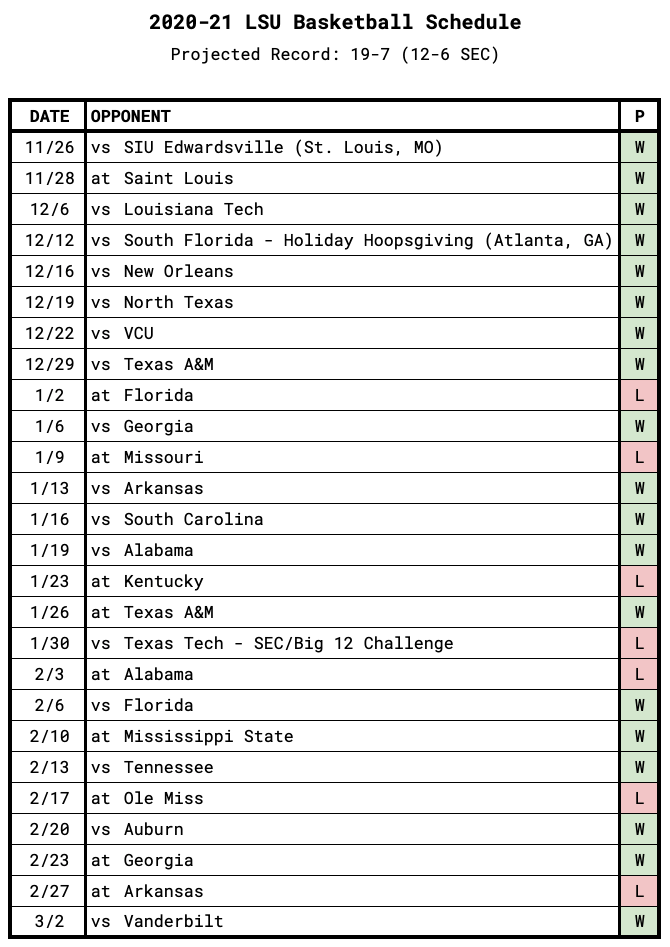 2020-21 LSU Basketball Schedule
Projected Record: 19-7 (12-6 SEC)
DATE OPPONENT P
11/26 vs SIU Edwardsville (St. Louis, MO) W
11/28 at Saint Louis W
12/6 vs Louisiana Tech W
12/12 vs South Florida - Holiday Hoopsgiving (Atlanta, GA) W
12/16 vs New Orleans W
12/19 vs North Texas W
12/22 vs VCU W
12/29 vs Texas A&M W
1/2 at Florida L
1/6 vs Georgia W
1/9 at Missouri L
1/13 vs Arkansas W
1/16 vs South Carolina W
1/19 vs Alabama W
1/23 at Kentucky L
1/26 at Texas A&M W
1/30 vs Texas Tech - SEC/Big 12 Challenge L
2/3 at Alabama L
2/6 vs Florida W
2/10 at Mississippi State W
2/13 vs Tennessee W
2/17 at Ole Miss L
2/20 vs Auburn W
2/23 at Georgia W
2/27 at Arkansas L
3/2 vs Vanderbilt W